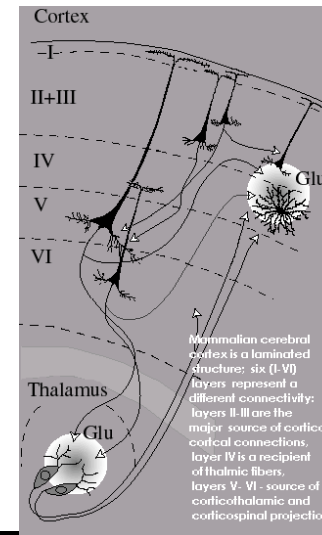 Cortex
I
II+III
IV
Glu
V
VI
Mammalian cerebral
cortex is a laminated
structure; six (I-VI)
layers represent a
different connectivity:
layers II-III are the
major source of cortico
cortcal connections,
layer IV is a recipient
of thalmic fibers,
layers V- VI - source of
corticothalamic and
corticospinal projectio
Thalamus
Glu